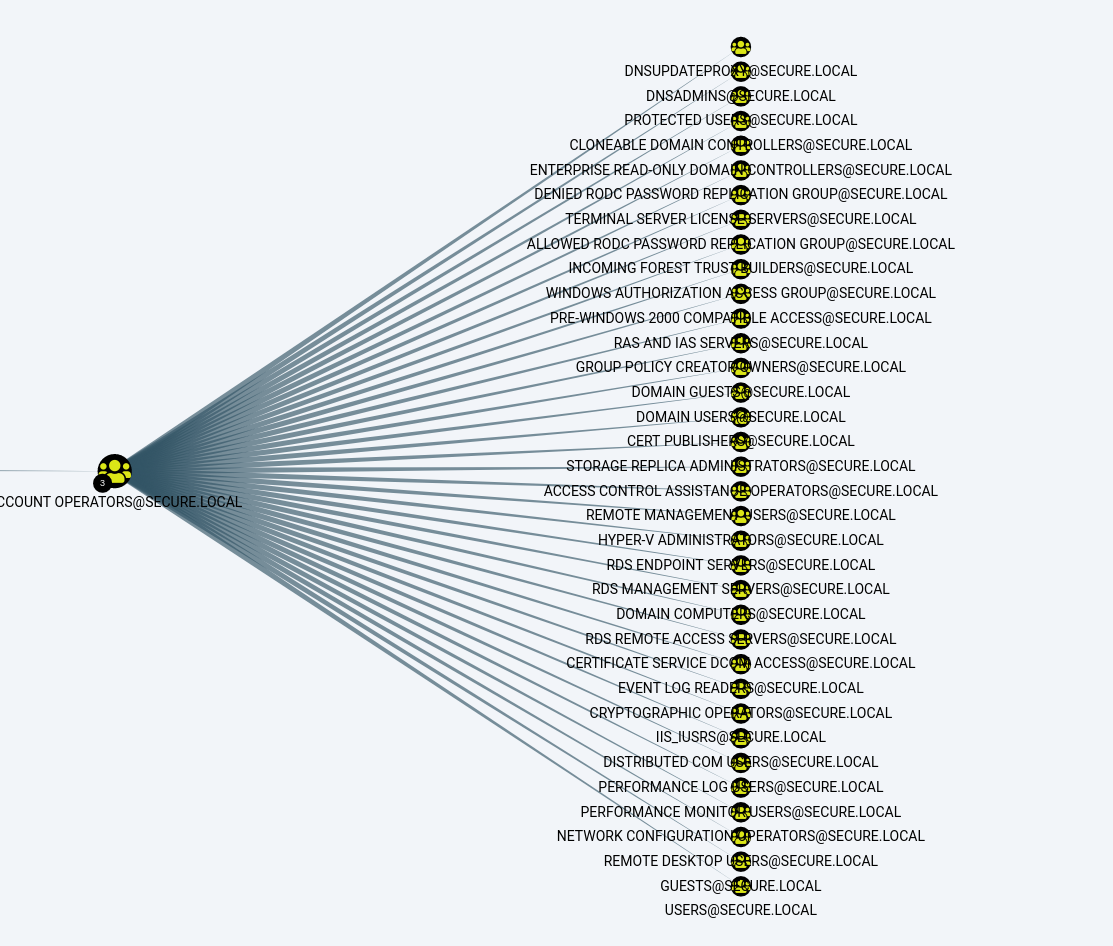 DNSUPDATEPROXY@SECURE.LOCAL
DNSADMINS@SECURE.LOCAL
PROTECTED USERS@SECURE.LOCAL
CLONEABLE DOMAIN CONTROLLERS@SECURE.LOCAL
ENTERPRISE READ-ONLY DOMAIN CONTROLLERS@SECURE.LOCAL
DENIED RODC PASSWORD REPLICATION GROUP@SECURE.LOCAL
TERMINAL SERVER LICENSE SERVERS@SECURE.LOCAL
ALLOWED RODC PASSWORD REPLICATION GROUP@SECURE.LOCAL
INCOMING FOREST TRUST BUILDERS@SECURE.LOCAL
WINDOWS AUTHORIZATION ACCESS GROUP@SECURE.LOCAL
PRE-WINDOWS 2000 COMPATIBLE ACCESS@SECURE.LOCAL
RAS AND IAS SERVERS@SECURE.LOCAL
GROUP POLICY CREATOR OWNERS@SECURE.LOCAL
DOMAIN GUESTS@SECURE.LOCAL
DOMAIN USERS@SECURE.LOCAL
CERT PUBLISHERS@SECURE.LOCAL
STORAGE REPLICA ADMINISTRATORS@SECURE.LOCAL
3
ACCESS CONTROL ASSISTANCE OPERATORS@SECURE.LOCAL
CCOUNT OPERATORS@SECURE.LOCAL
REMOTE MANAGEMENT USERS@SECURE.LOCAL
HYPER-V ADMINISTRATORS@SECURE.LOCAL
RDS ENDPOINT SERVERS@SECURE.LOCAL
RDS MANAGEMENT SERVERS@SECURE.LOCAL
DOMAIN COMPUTERS@SECURE.LOCAL
RDS REMOTE ACCESS SERVERS@SECURE.LOCAL
CERTIFICATE SERVICE DCOM ACCESS@SECURE.LOCAL
EVENT LOG READERS@SECURE.LOCAL
CRYPTOGRAPHIC OPERATORS@SECURE.LOCAL
IIS_IUSRS@SECURE.LOCAL
DISTRIBUTED COM USERS@SECURE.LOCAL
PERFORMANCE LOG USERS@SECURE.LOCAL
PERFORMANCE MONITOR USERS@SECURE.LOCAL
NETWORK CONFIGURATION OPERATORS@SECURE.LOCAL
REMOTE DESKTOP USERS@SECURE.LOCAL
GUESTS@SECURE.LOCAL
USERS@SECURE.LOCAL